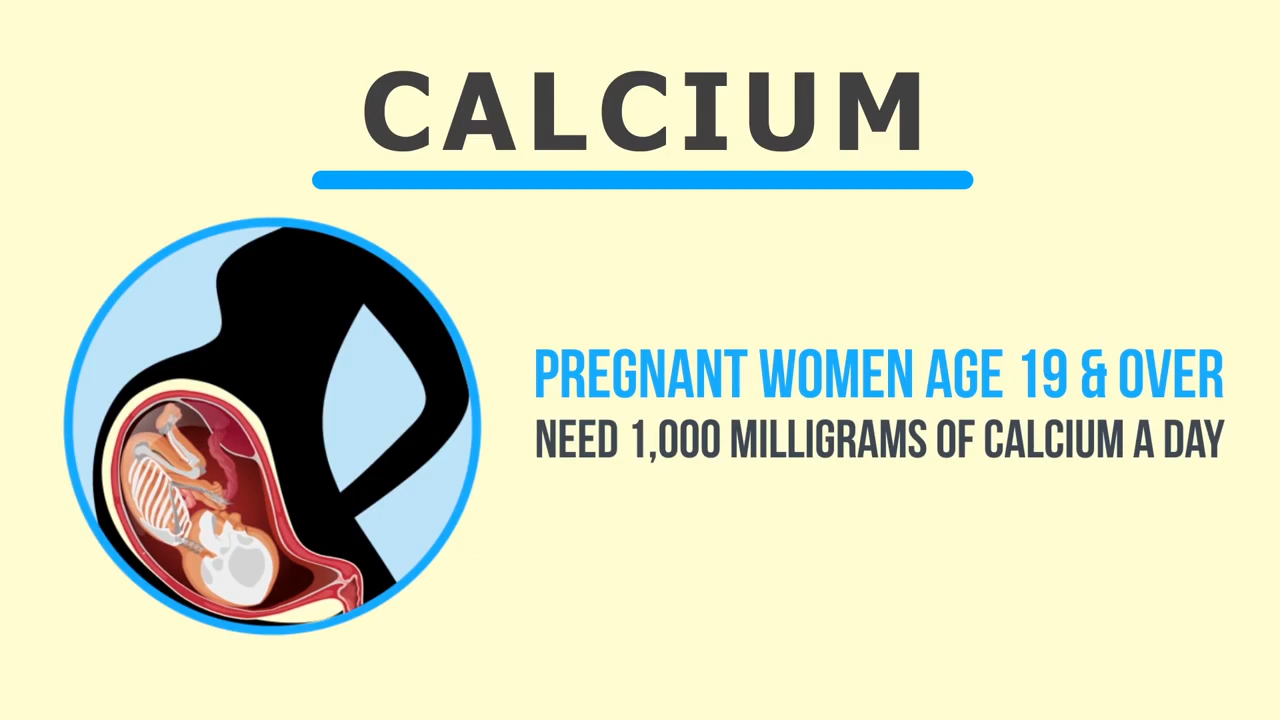 CALCIUM
PREGNANT WOMEN AGE 19 & OVER
NEED 1,000 MILLIGRAMS OF CALCIUM A DAY